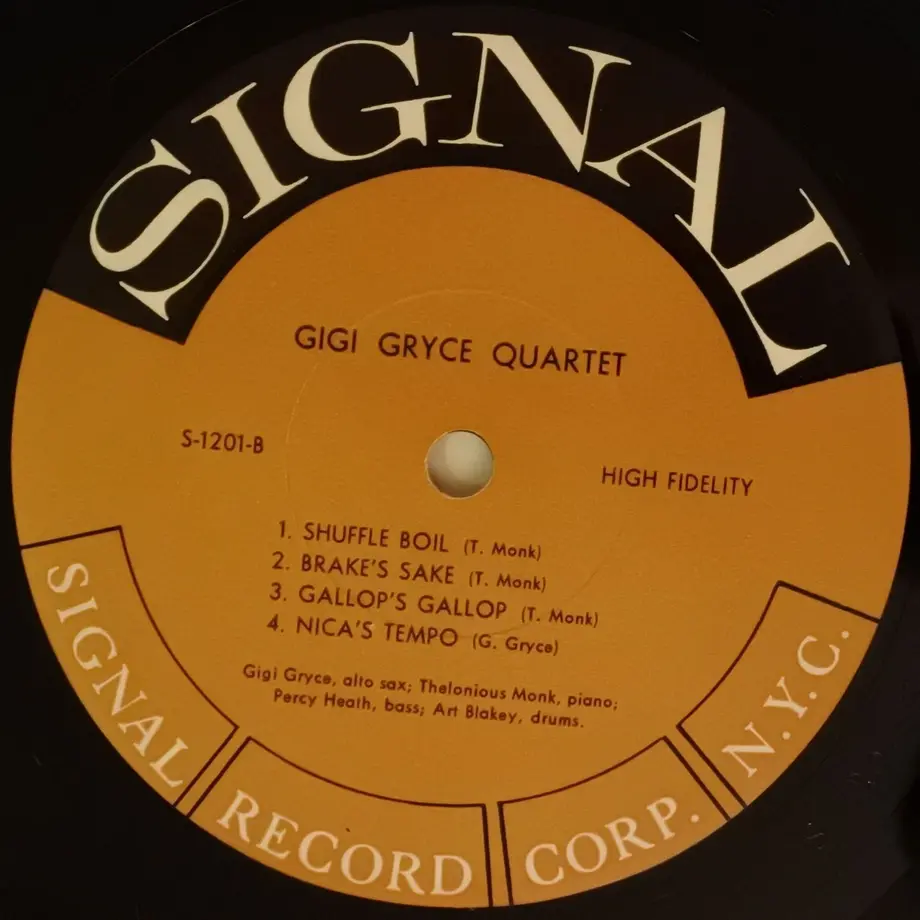 SIGNAL
GIGI GRYCE QUARTET
S-1201-B
HIGH FIDELITY
1. SHUFFLE BOIL (T. Monk)
2. BRAKE'S SAKE (T. Monk)
3. GALLOP'S GALLOP (T. Monk)
4. NICA'S TEMPO (G. Gryce)
Gigi Gryce, alto sax; Thelonious Monk, piano;
Percy Heath, bass; Art Blakey, drums.
SIGNAL RECORD CORP. N.Y.C.